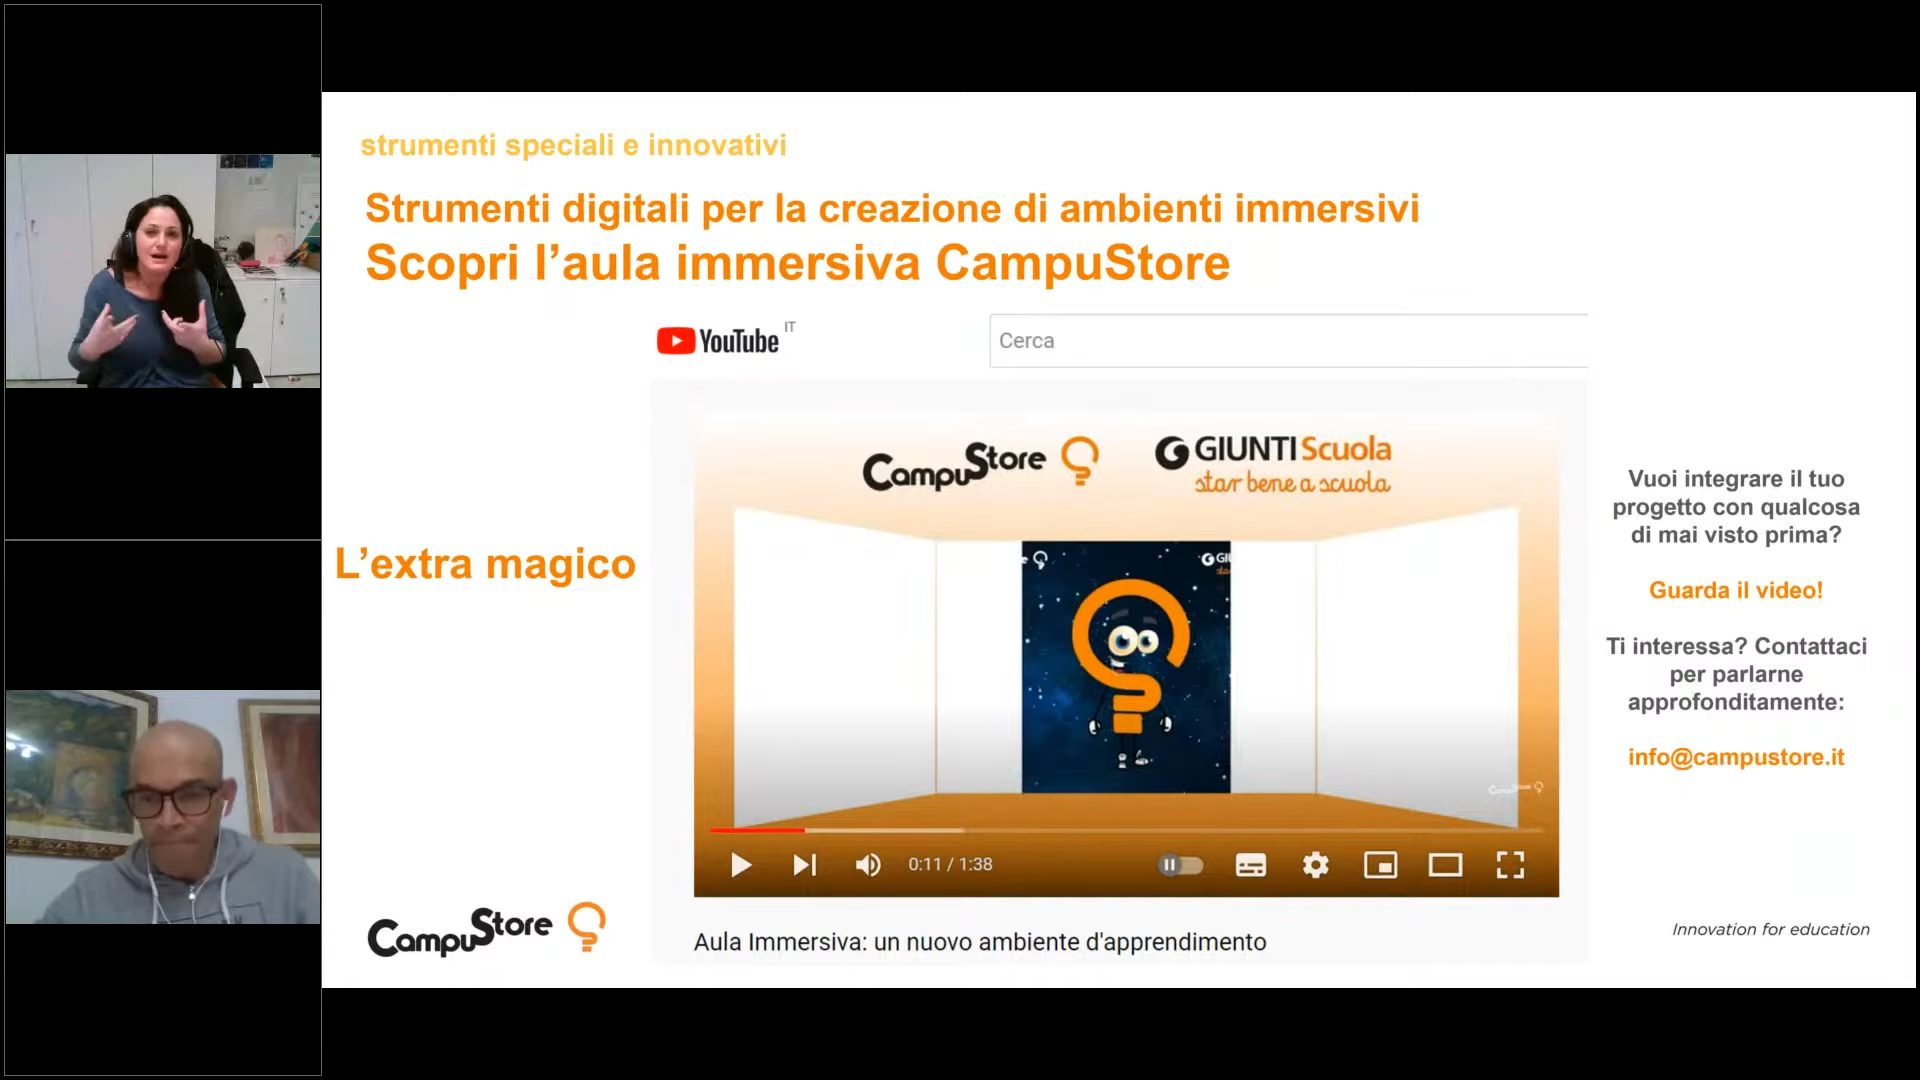 strumenti speciali e innovativi
Strumenti digitali per la creazione di ambienti immersivi
Scopri l’aula immersiva CampuStore
YouTube IT
Cerca
CampuStore
GIUNTI Scuola
star bene a scuola
L’extra magico
Vuoi integrare il tuo
progetto con qualcosa
di mai visto prima?
Guarda il video!
Ti interessa? Contattaci
per parlarne
approfonditamente:
info@campustore.it
GIU
CampuStore
0:11 / 1:38
CampuStore
Aula Immersiva: un nuovo ambiente d'apprendimento
Innovation for education